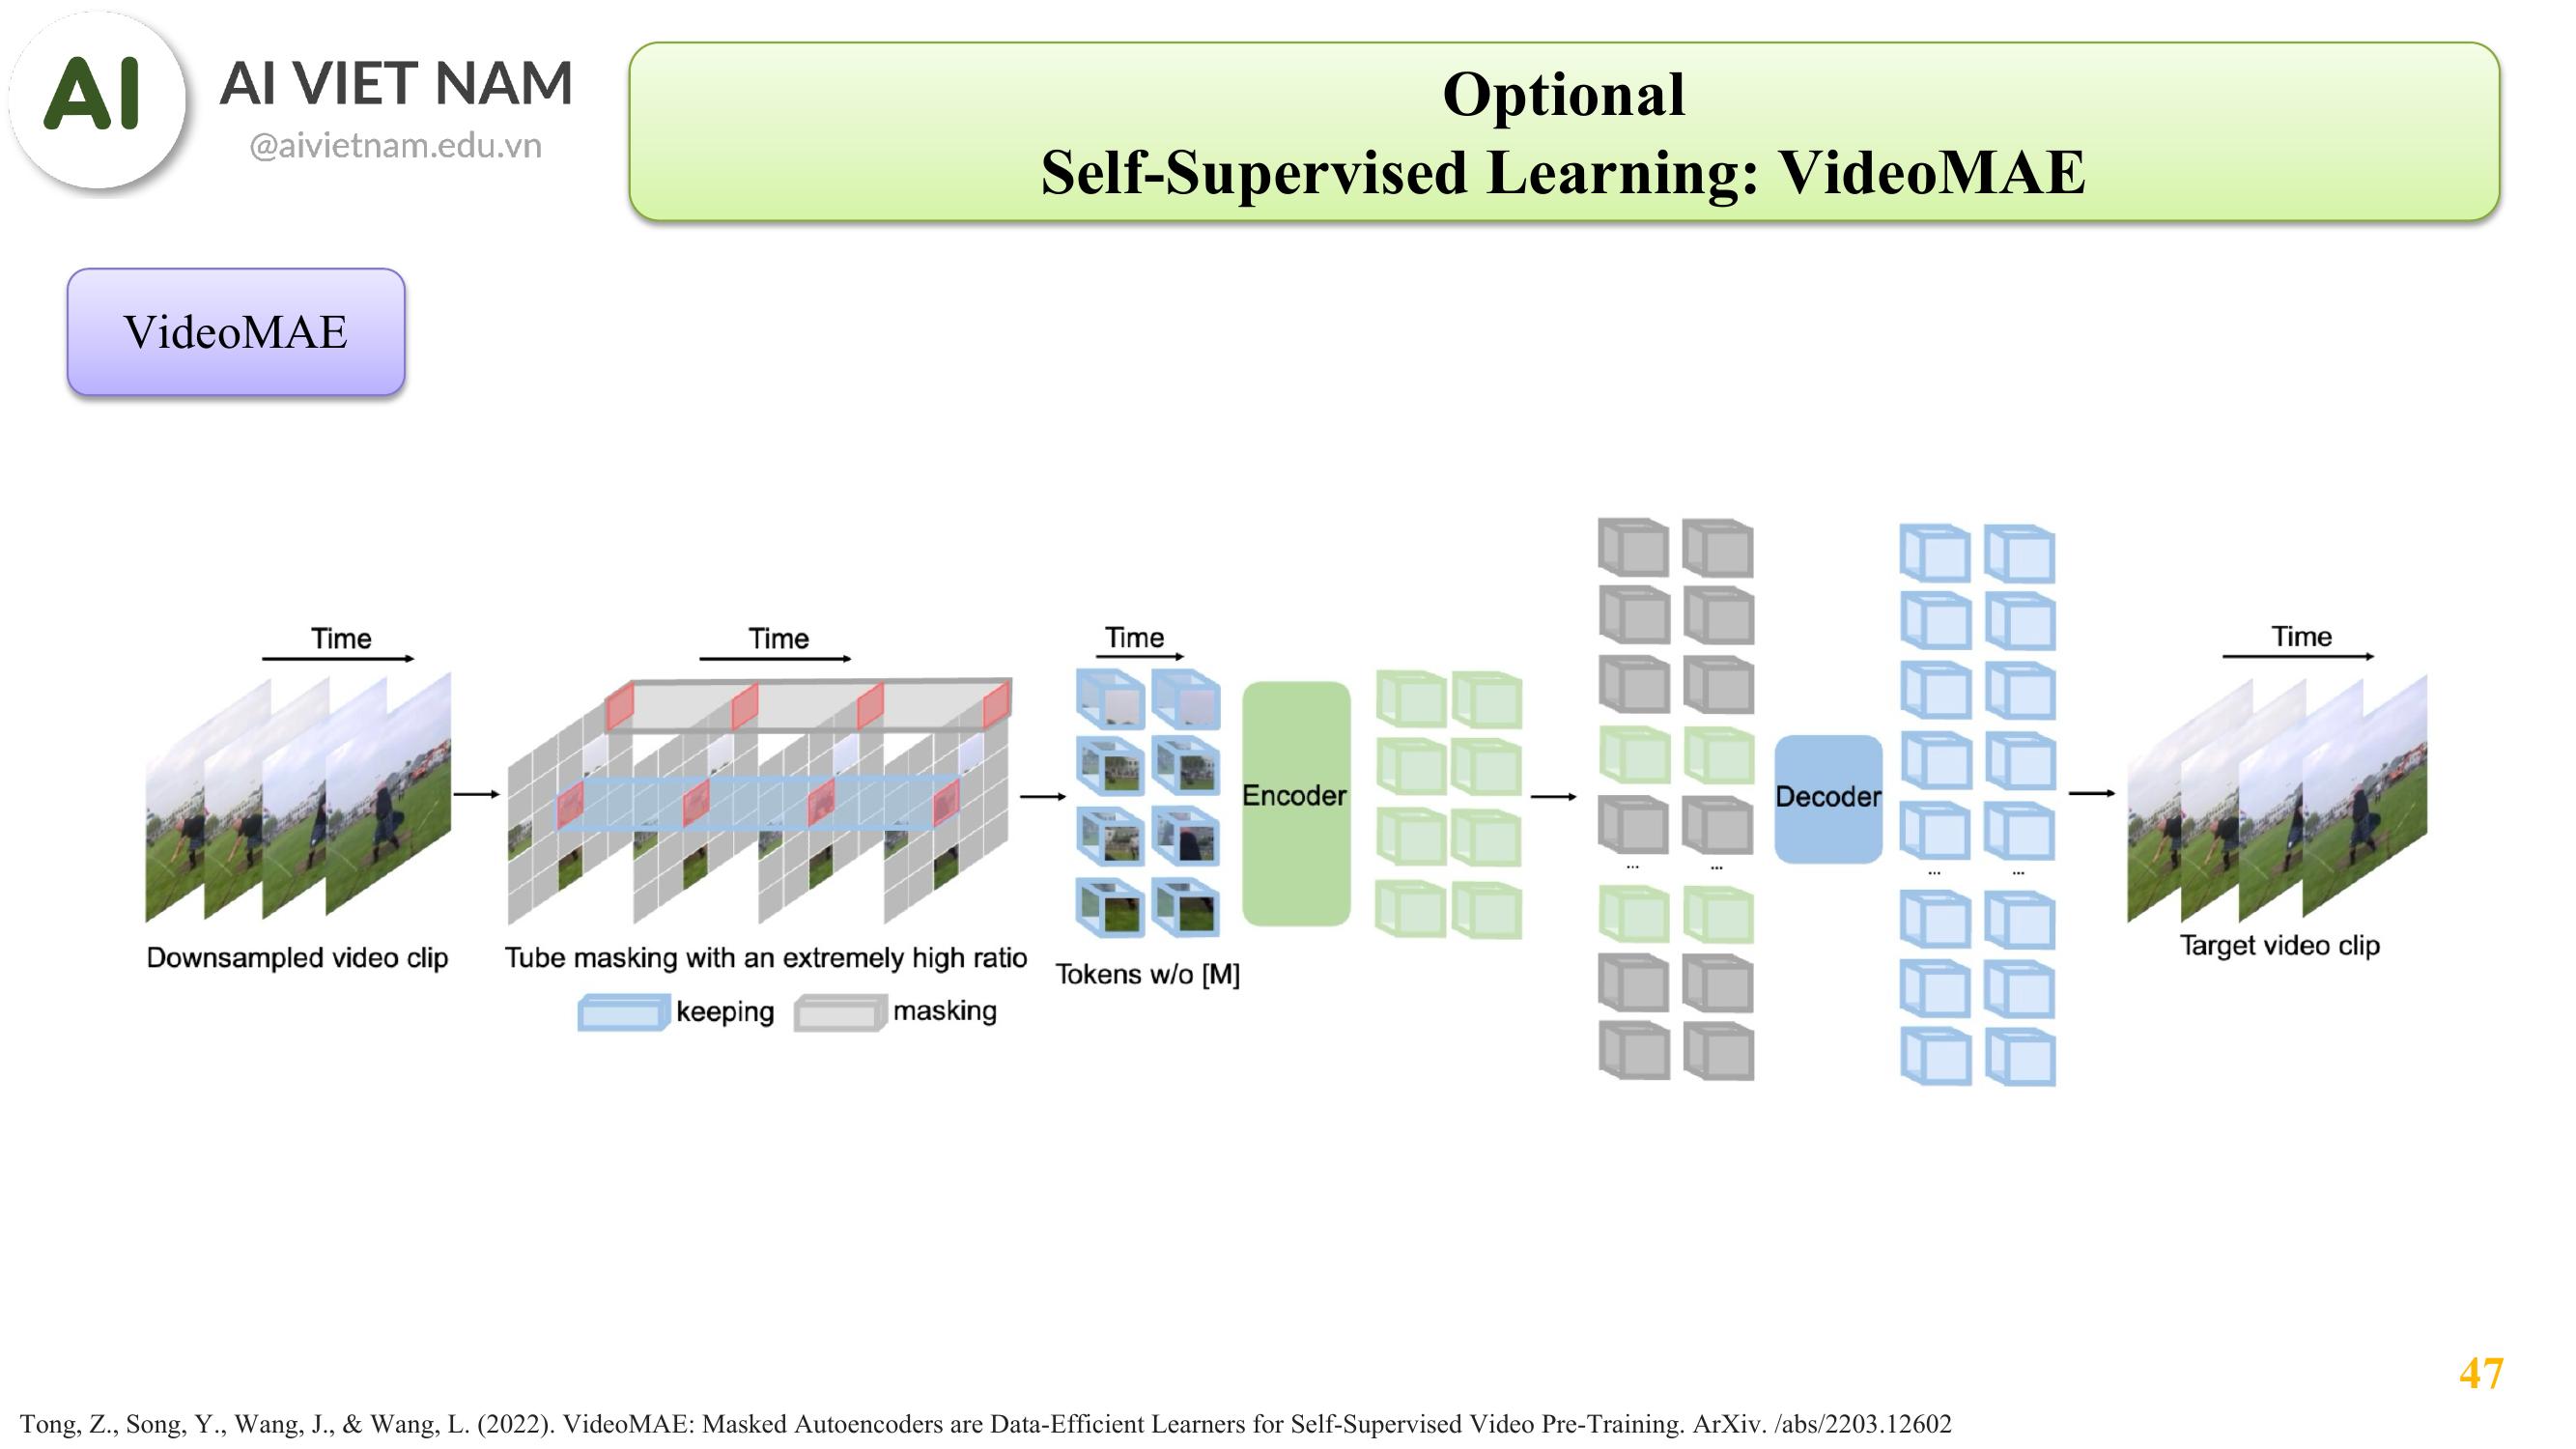 AI
AI VIET NAM
@aivietnam.edu.vn
Optional
Self-Supervised Learning: VideoMAE
VideoMAE
Time
Time
Time
Time
Encoder
Decoder
...
...
...
...
Downsampled video clip
Tube masking with an extremely high ratio
Tokens w/o [M]
Target video clip
keeping
masking
47
Tong, Z., Song, Y., Wang, J., & Wang, L. (2022). VideoMAE: Masked Autoencoders are Data-Efficient Learners for Self-Supervised Video Pre-Training. ArXiv. /abs/2203.12602